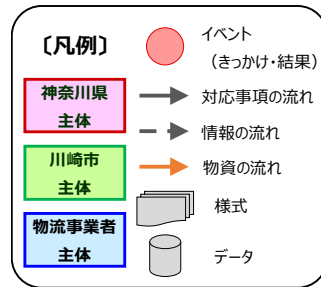 〔凡例〕
イベント
（きっかけ・結果）
神奈川県
主体
対応事項の流れ
情報の流れ
川崎市
主体
物資の流れ
様式
物流事業者
主体
データ